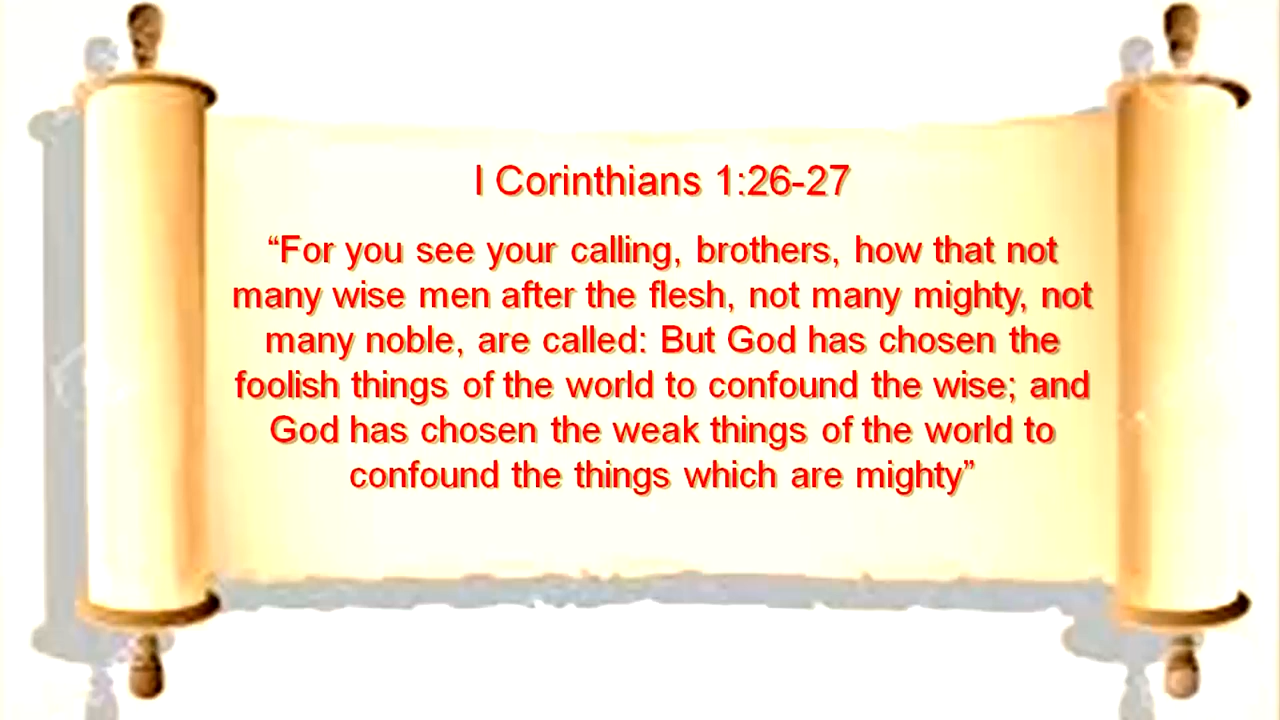 I Corinthians 1:26-27
“For you see your calling, brothers, how that not
many wise men after the flesh, not many mighty, not
many noble, are called: But God has chosen the
foolish things of the world to confound the wise; and
God has chosen the weak things of the world to
confound the things which are mighty”